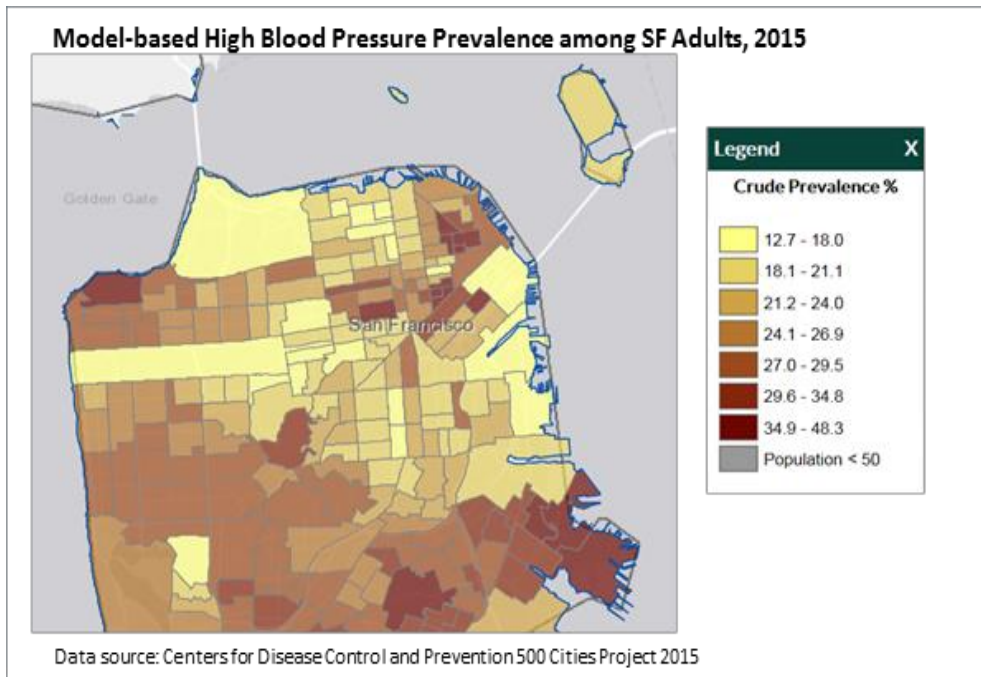 Model-based High Blood Pressure Prevalence among SF Adults, 2015
Golden Gate
San Francisco
Legend X
Crude Prevalence %
12.7 - 18.0
18.1 - 21.1
21.2 - 24.0
24.1 - 26.9
27.0 - 29.5
29.6 - 34.8
34.9 - 48.3
Population < 50
Data source: Centers for Disease Control and Prevention 500 Cities Project 2015